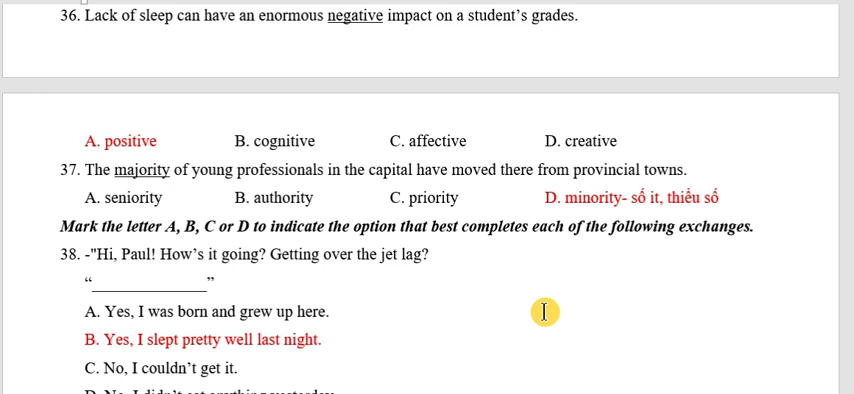 36. Lack of sleep can have an enormous negative impact on a student’s grades.
A. positive B. cognitive C. affective D. creative
37. The majority of young professionals in the capital have moved there from provincial towns.
A. seniority B. authority C. priority D. minority- số it, thiểu số
Mark the letter A, B, C or D to indicate the option that best completes each of the following exchanges.
38. -"Hi, Paul! How’s it going? Getting over the jet lag?
“______________”
A. Yes, I was born and grew up here.
B. Yes, I slept pretty well last night.
C. No, I couldn’t get it.